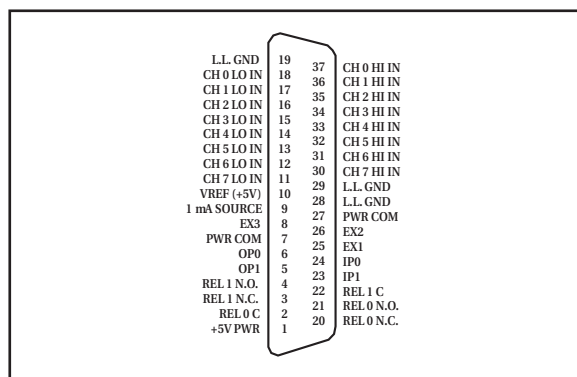 L.L. GND 19
CH 0 LO IN 18
CH 1 LO IN 17
CH 2 LO IN 16
CH 3 LO IN 15
CH 4 LO IN 14
CH 5 LO IN 13
CH 6 LO IN 12
CH 7 LO IN 11
VREF (+5V) 10
1 mA SOURCE 9
EX3 8
PWR COM 7
OP0 6
OP1 5
REL 1 N.O. 4
REL 1 N.C. 3
REL 0 C 2
+5V PWR 1
37 CH 0 HI IN
36 CH 1 HI IN
35 CH 2 HI IN
34 CH 3 HI IN
33 CH 4 HI IN
32 CH 5 HI IN
31 CH 6 HI IN
30 CH 7 HI IN
29 L.L. GND
28 L.L. GND
27 PWR COM
26 EX2
25 EX1
24 IP0
23 IP1
22 REL 1 C
21 REL 0 N.O.
20 REL 0 N.C.